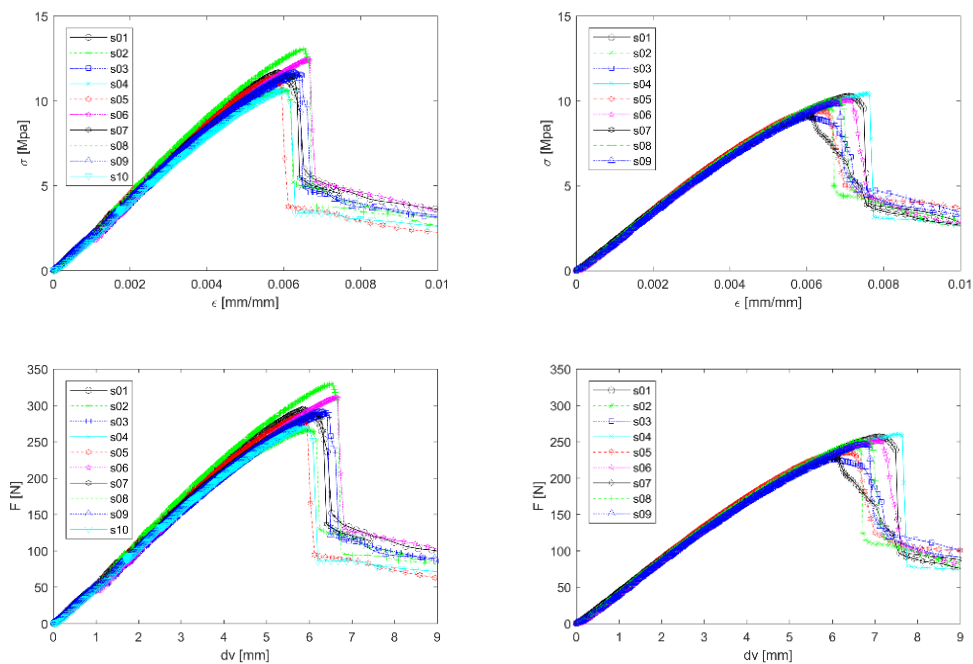 15
10
5
0
σ [Mpa]
s01
s02
s03
s04
s05
s06
s07
s08
s09
s10
0 0.002 0.004 0.006 0.008 0.01
ϵ [mm/mm]
15
10
5
0
σ [Mpa]
s01
s02
s03
s04
s05
s06
s07
s08
s09
0 0.002 0.004 0.006 0.008 0.01
ϵ [mm/mm]
350
300
250
200
150
100
50
0
F [N]
s01
s02
s03
s04
s05
s06
s07
s08
s09
s10
0 1 2 3 4 5 6 7 8 9
dv [mm]
350
300
250
200
150
100
50
0
F [N]
s01
s02
s03
s04
s05
s06
s07
s08
s09
0 1 2 3 4 5 6 7 8 9
dv [mm]